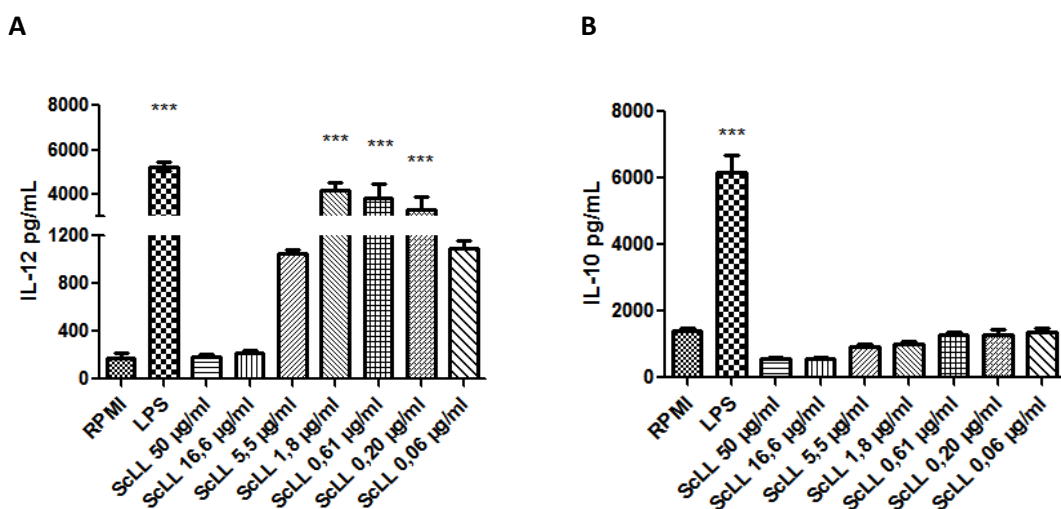 A
IL-12 pg/mL
8000
6000
4000
1200
800
400
0
***
***
***
***
RPMI
LPS
ScLL 50 µg/ml
ScLL 16,6 µg/ml
ScLL 5,5 µg/ml
ScLL 1,8 µg/ml
ScLL 0,61 µg/ml
ScLL 0,20 µg/ml
ScLL 0,06 µg/ml
B
IL-10 pg/mL
8000
6000
4000
2000
0
***
RPMI
LPS
ScLL 50 µg/ml
ScLL 16,6 µg/ml
ScLL 5,5 µg/ml
ScLL 1,8 µg/ml
ScLL 0,61 µg/ml
ScLL 0,20 µg/ml
ScLL 0,06 µg/ml